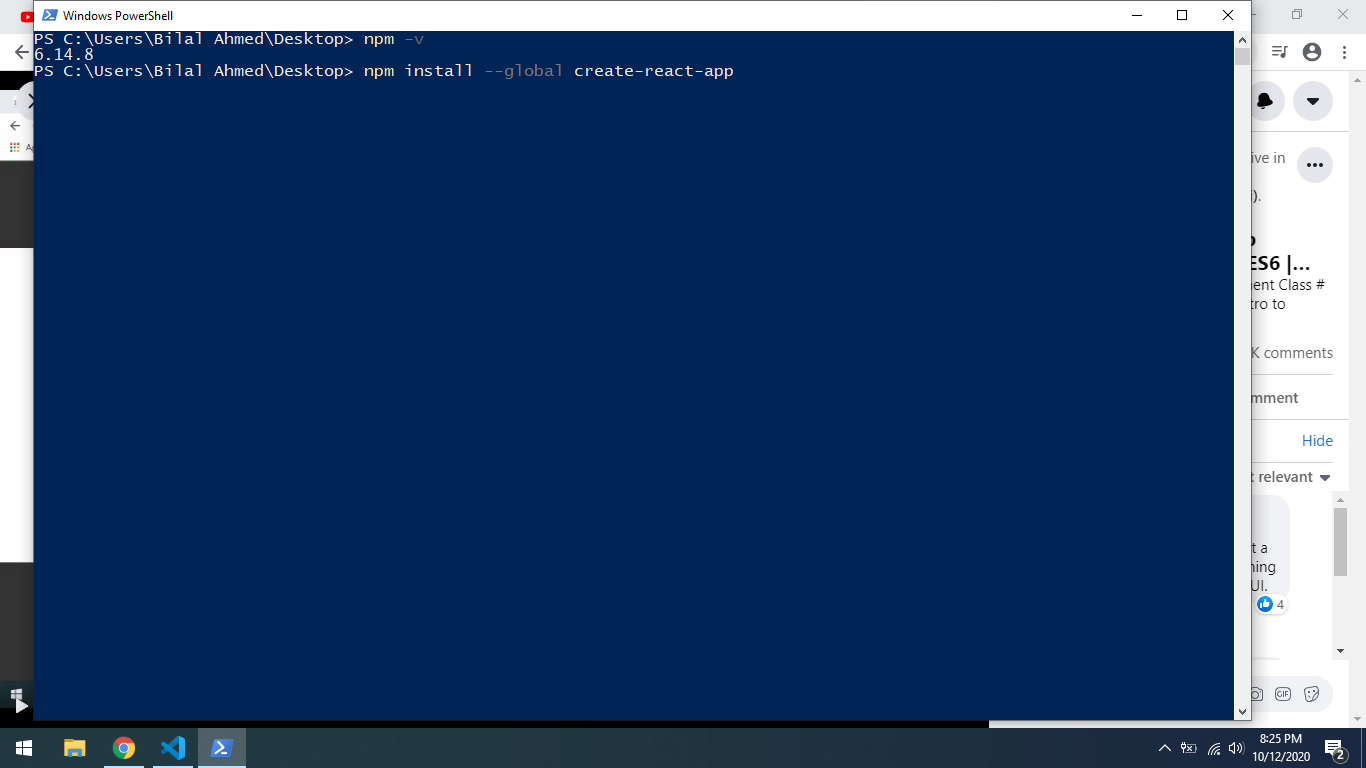 Windows PowerShell
PS C:\Users\Bilal Ahmed\Desktop> npm -v
6.14.8
PS C:\Users\Bilal Ahmed\Desktop> npm install --global create-react-app
ive in
).
ES6 |...
ent Class #
tro to
K comments
mment
Hide
t relevant
t a
ning
UI.
4
GIF
8:25 PM
10/12/2020
2